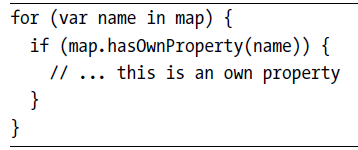 for (var name in map) {
  if (map.hasOwnProperty(name)) {
    // ... this is an own property
  }
}